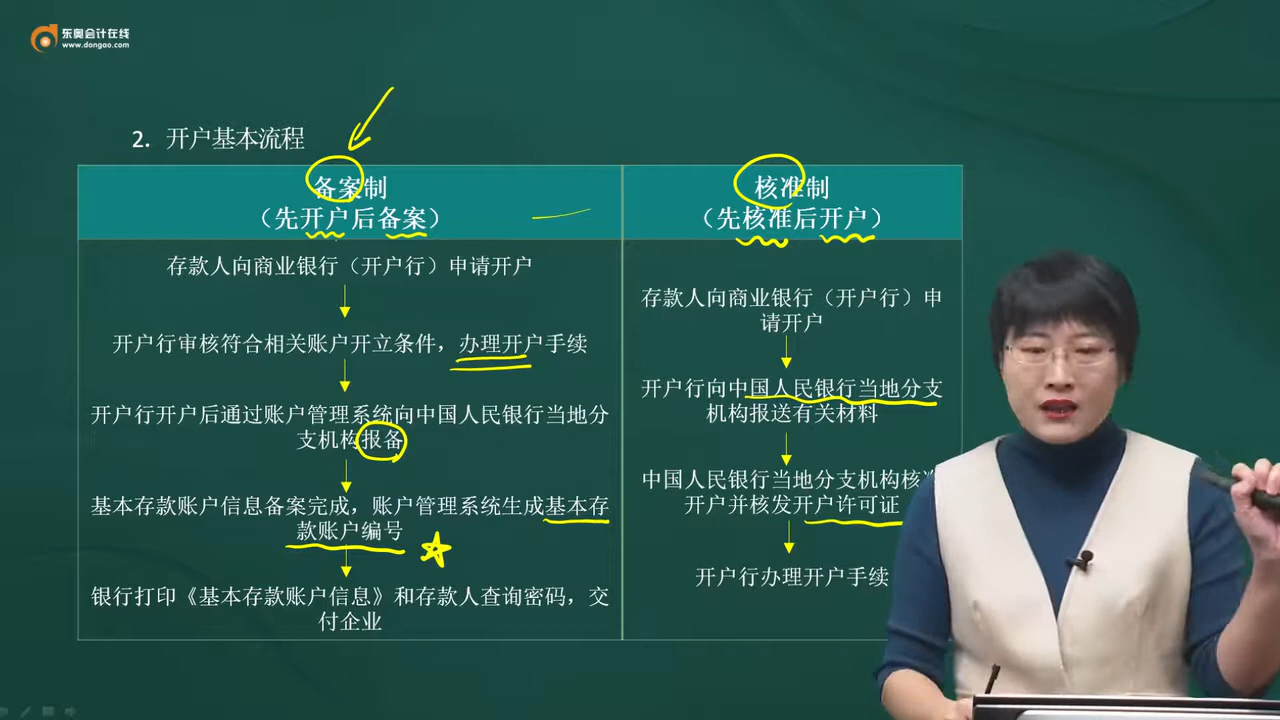 东奥会计在线
www.dongao.com
2. 开户基本流程
备案制
（先开户后备案）
存款人向商业银行（开户行）申请开户
开户行审核符合相关账户开立条件，办理开户手续
开户行开户后通过账户管理系统向中国人民银行当地分
支机构报备
基本存款账户信息备案完成，账户管理系统生成基本存
款账户编号
银行打印《基本存款账户信息》和存款人查询密码，交
付企业
核准制
（先核准后开户）
存款人向商业银行（开户行）申
请开户
开户行向中国人民银行当地分支
机构报送有关材料
中国人民银行当地分支机构核准
开户并核发开户许可证
开户行办理开户手续